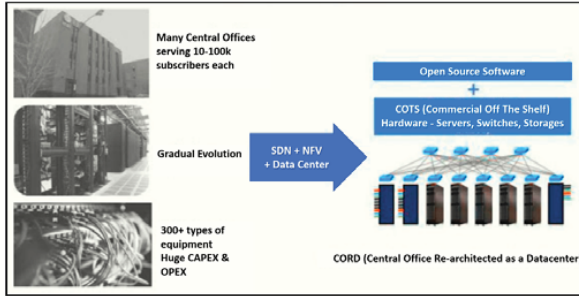 Many Central Offices
serving 10-100k
subscribers each
Gradual Evolution
300+ types of
equipment
Huge CAPEX &
OPEX
SDN + NFV
+ Data Center
Open Source Software
+
COTS (Commercial Off The Shelf)
Hardware - Servers, Switches, Storages
CORD (Central Office Re-architected as a Datacenter